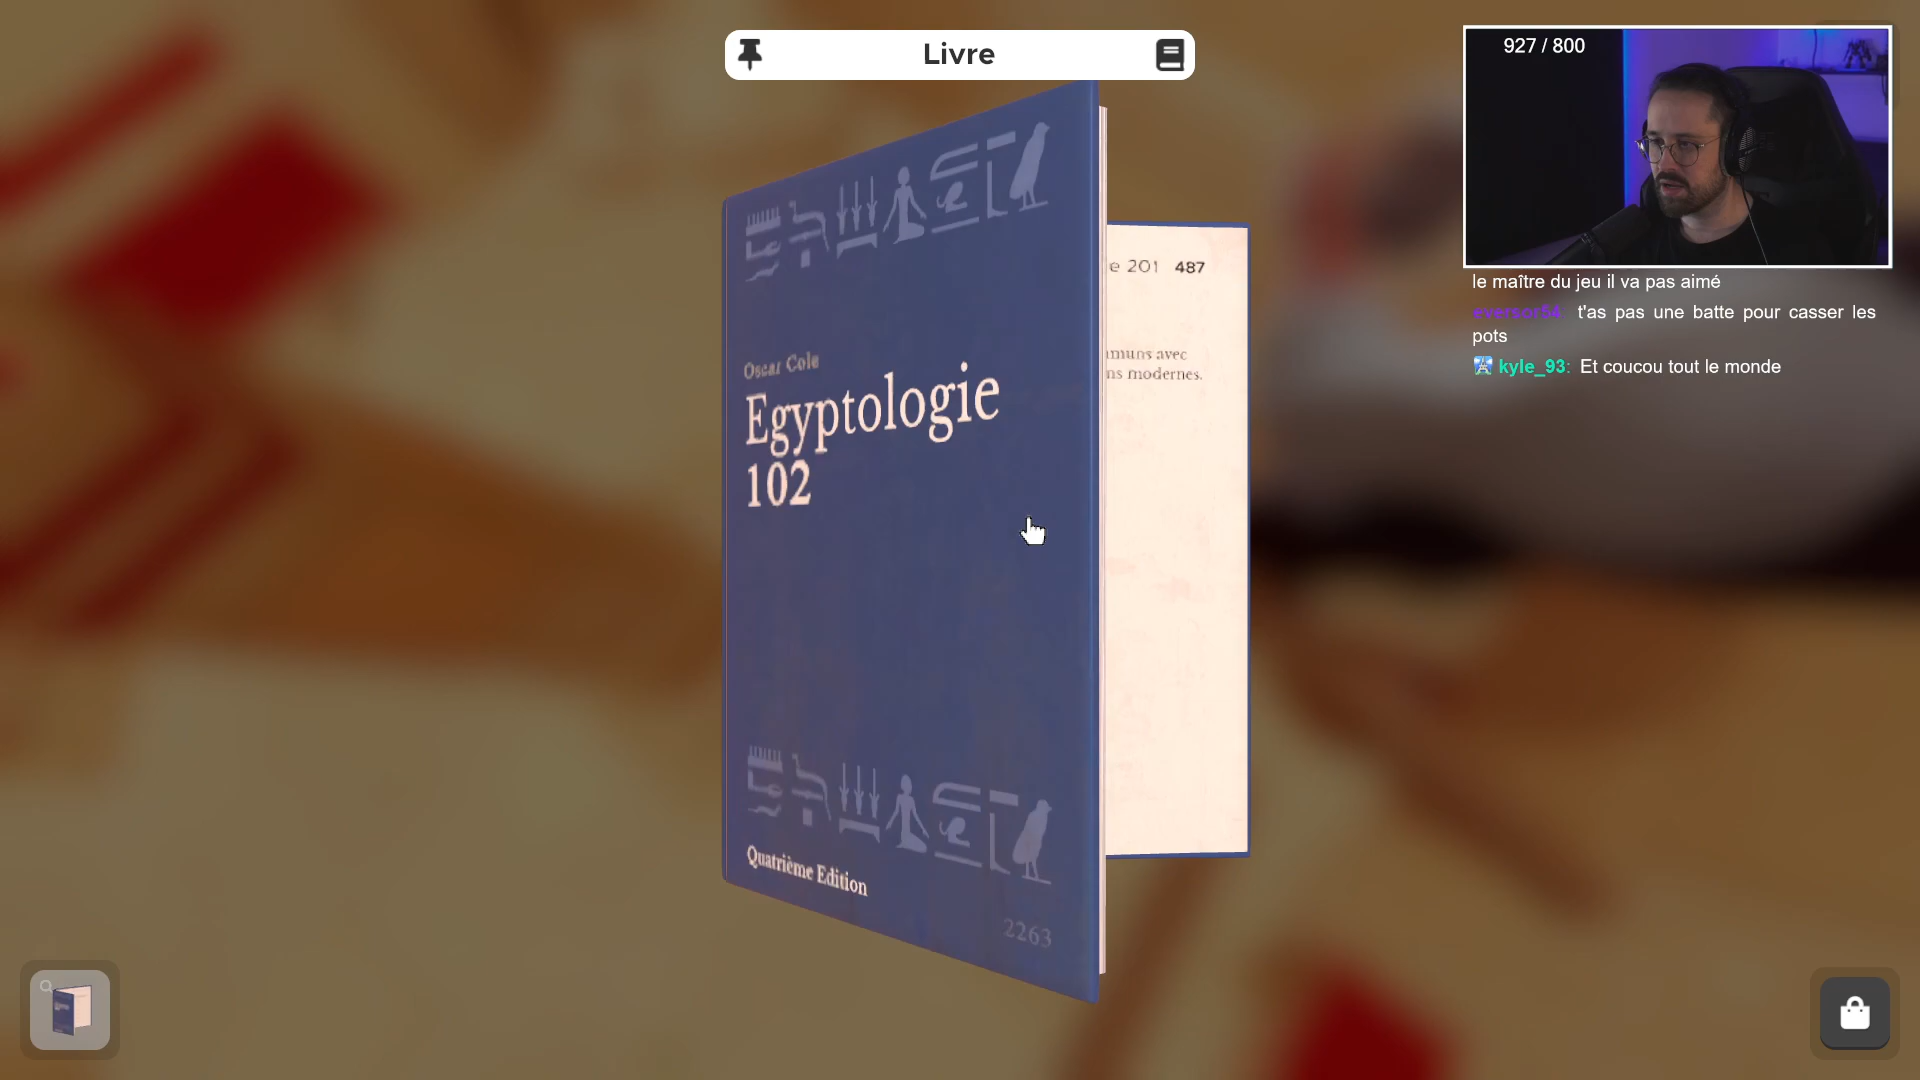 Livre
927 / 800
le maître du jeu il va pas aimé
eversor54: t'as pas une batte pour casser les
pots
kyle_93: Et coucou tout le monde
Oscar Cole
Egyptologie
102
Quatrième Edition
2263
e 201 487
muns avec
ns modernes.